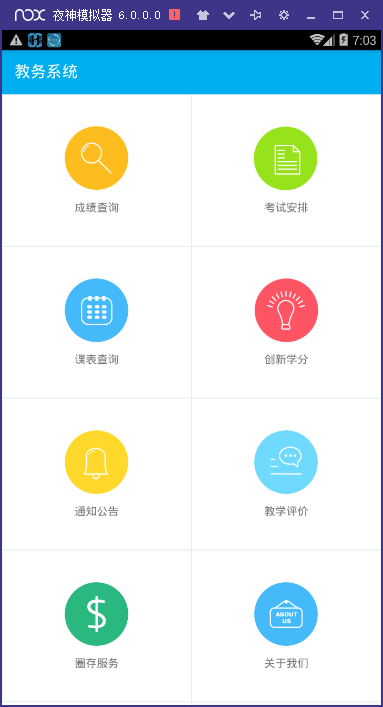 nox 夜神模拟器 6.0.0.0
7:03
教务系统
成绩查询 考试安排
课表查询 创新学分
通知公告 教学评价
$
圈存服务
ABOUT
US
关于我们